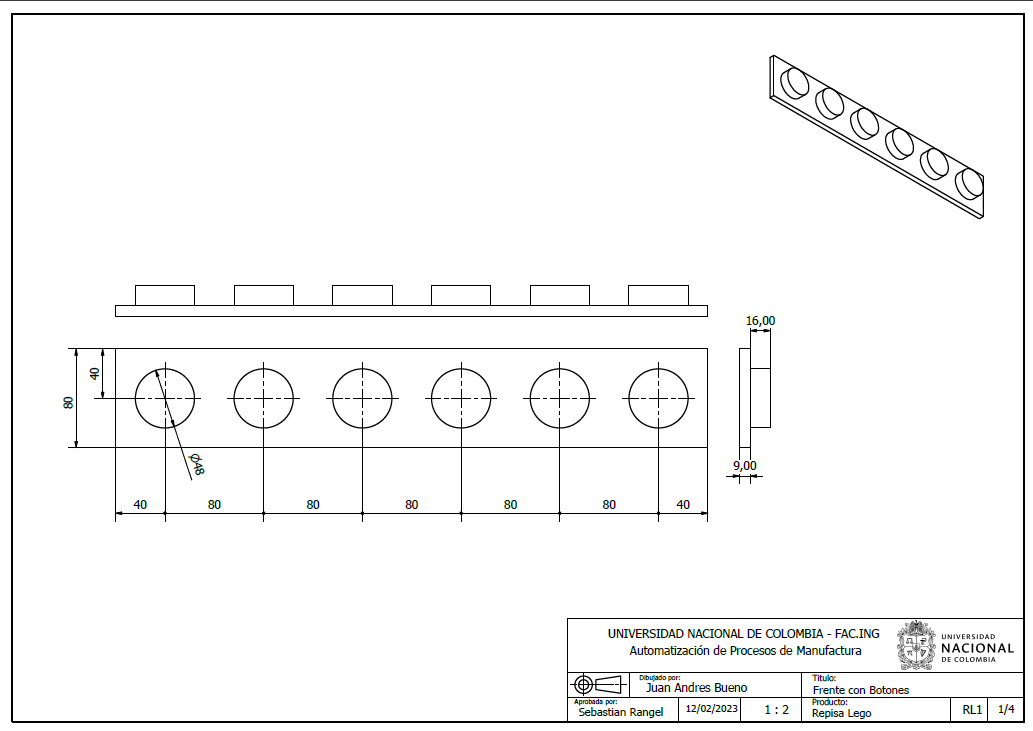 16,00
40
80
Ø48
9,00
40
80
80
80
80
80
40
UNIVERSIDAD NACIONAL DE COLOMBIA - FAC.ING
Automatización de Procesos de Manufactura
UNIVERSIDAD
NACIONAL
DE COLOMBIA
Dibujado por:
Juan Andres Bueno
Titulo:
Frente con Botones
Aprobada por:
Sebastian Rangel
12/02/2023
1 : 2
Producto:
Repisa Lego
RL1
1/4